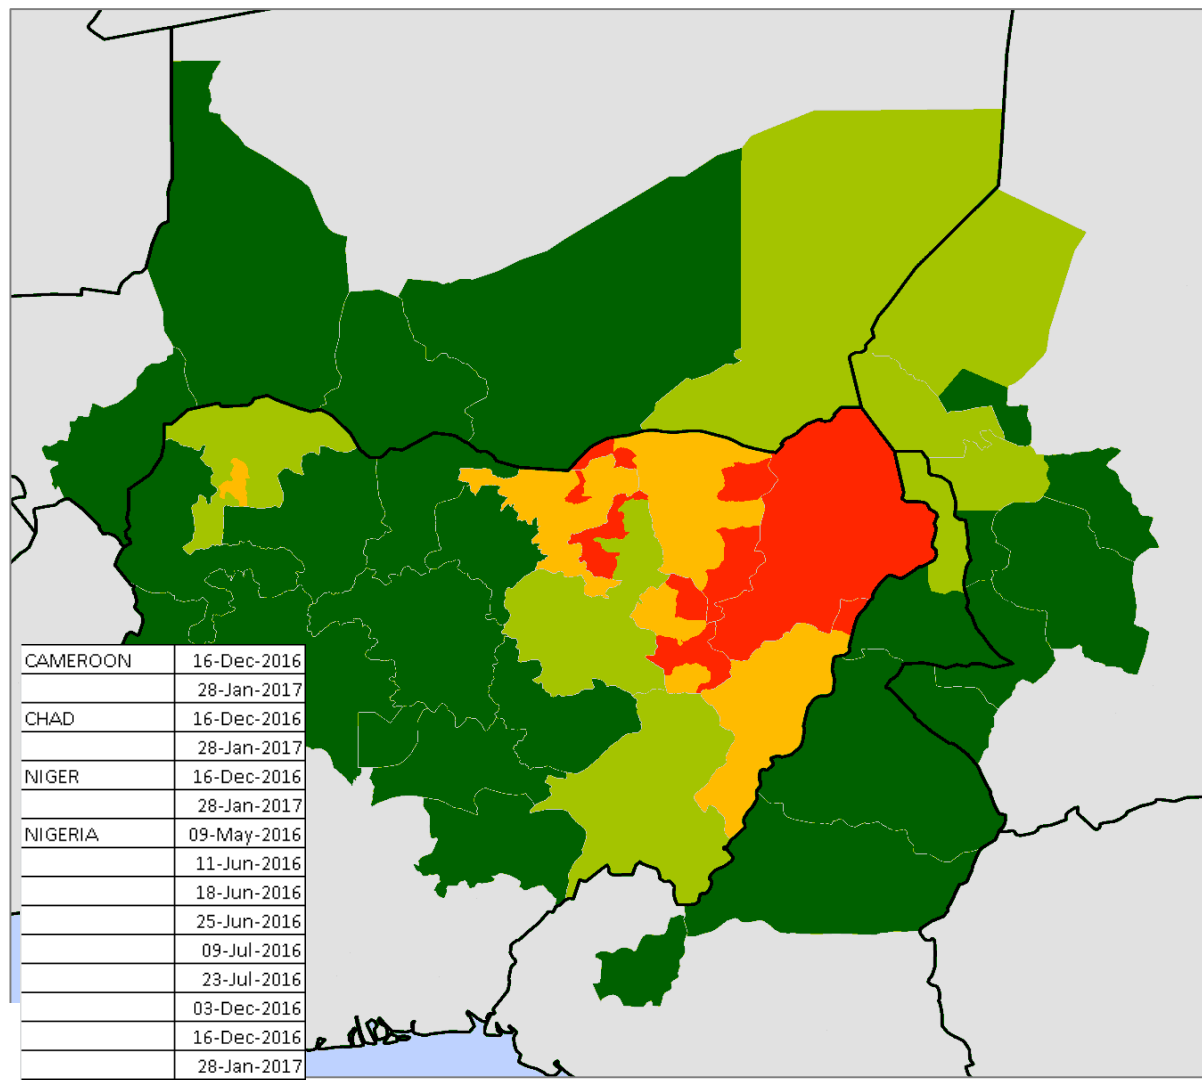 CAMEROON 16-Dec-2016
28-Jan-2017
CHAD 16-Dec-2016
28-Jan-2017
NIGER 16-Dec-2016
28-Jan-2017
NIGERIA 09-May-2016
11-Jun-2016
18-Jun-2016
25-Jun-2016
09-Jul-2016
23-Jul-2016
03-Dec-2016
16-Dec-2016
28-Jan-2017